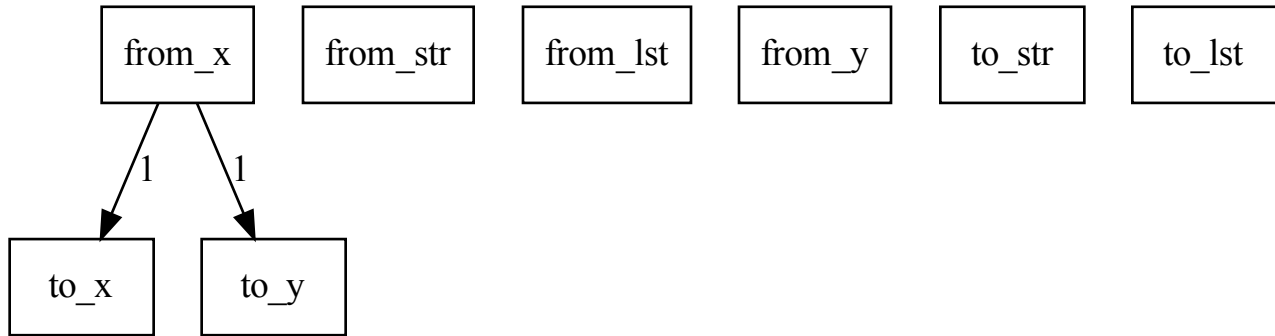 from_x
from_str
from_lst
from_y
to_str
to_lst
1
1
to_x
to_y